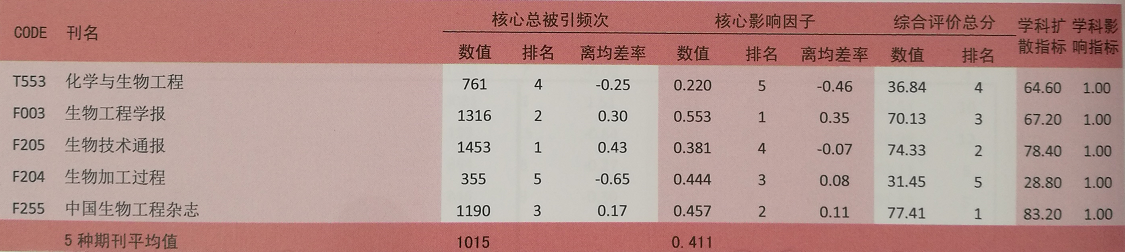 核心总被引频次 核心影响因子 综合评价总分 学科扩 学科影
CODE 刊名 散指标 响指标
数值 排名 离均差率 数值 排名 离均差率 数值 排名
T553 化学与生物工程 761 4 -0.25 0.220 5 -0.46 36.84 4 64.60 1.00
F003 生物工程学报 1316 2 0.30 0.553 1 0.35 70.13 3 67.20 1.00
F205 生物技术通报 1453 1 0.43 0.381 4 -0.07 74.33 2 78.40 1.00
F204 生物加工过程 355 5 -0.65 0.444 3 0.08 31.45 5 28.80 1.00
F255 中国生物工程杂志 1190 3 0.17 0.457 2 0.11 77.41 1 83.20 1.00
5 种期刊平均值 1015 0.411